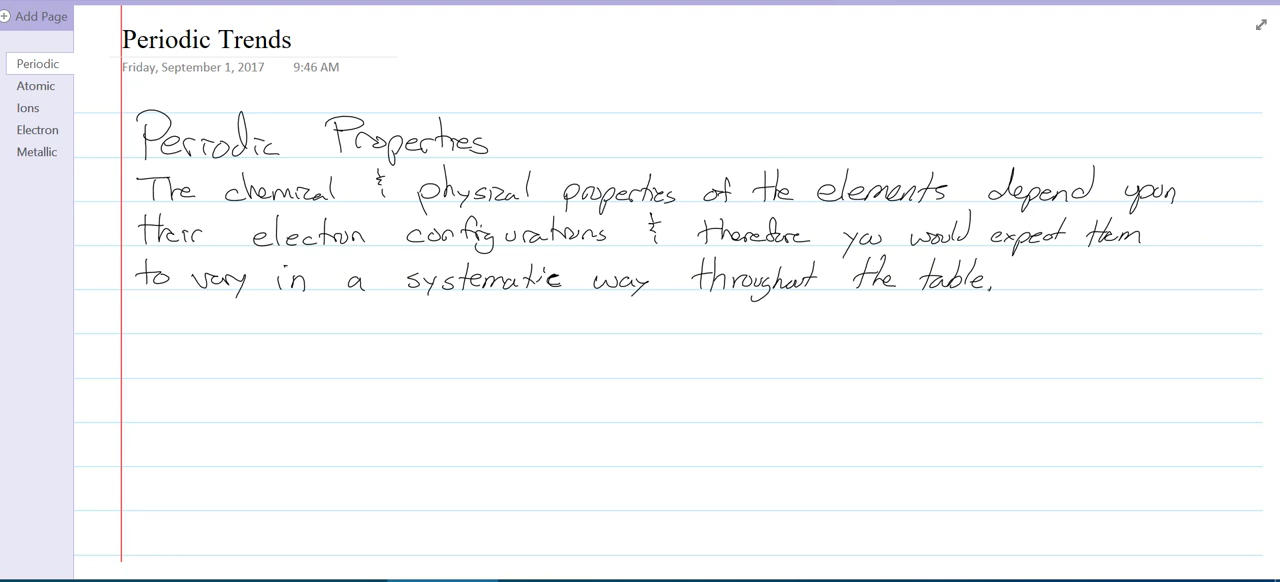 Add Page
Periodic Trends
Friday, September 1, 2017 9:46 AM
Periodic
Atomic
Ions
Electron
Metallic
Periodic Properties
The chemical & physical properties of the elements depend upon
their electron configurations & therefore you would expect them
to vary in a systematic way throughout the table.